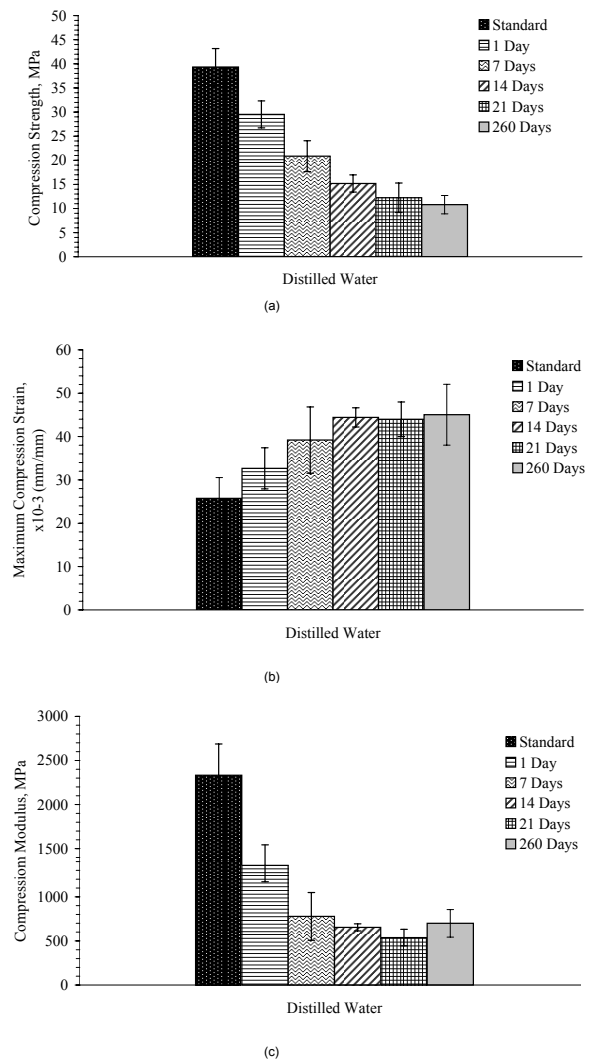 50
45
40
35
30
25
20
15
10
5
0
Compression Strength, MPa
Standard
1 Day
7 Days
14 Days
21 Days
260 Days
Distilled Water
(a)
60
50
40
30
20
10
0
Maximum Compression Strain,
x10-3 (mm/mm)
Standard
1 Day
7 Days
14 Days
21 Days
260 Days
Distilled Water
(b)
3000
2500
2000
1500
1000
500
0
Compressiom Modulus, MPa
Standard
1 Day
7 Days
14 Days
21 Days
260 Days
Distilled Water
(c)